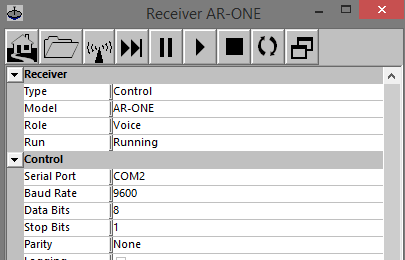 Receiver AR-ONE
Receiver
Type Control
Model AR-ONE
Role Voice
Run Running
Control
Serial Port COM2
Baud Rate 9600
Data Bits 8
Stop Bits 1
Parity None
Logging